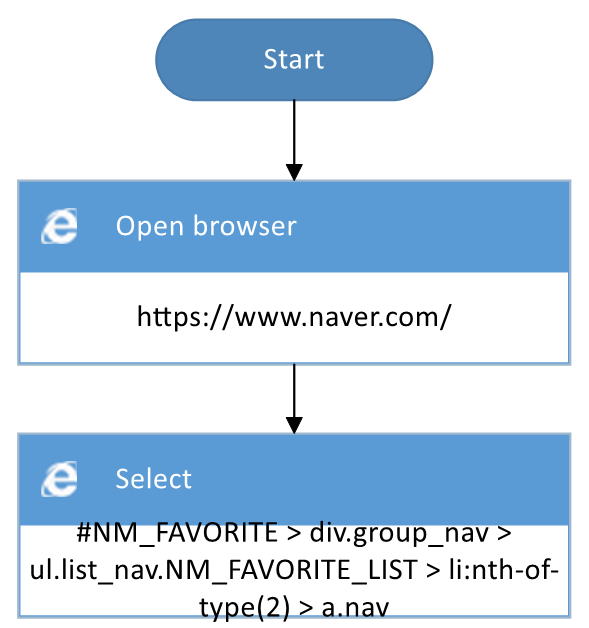 Start
Open browser
https://www.naver.com/
Select
#NM_FAVORITE > div.group_nav >
ul.list_nav.NM_FAVORITE_LIST > li:nth-of-
type(2) > a.nav